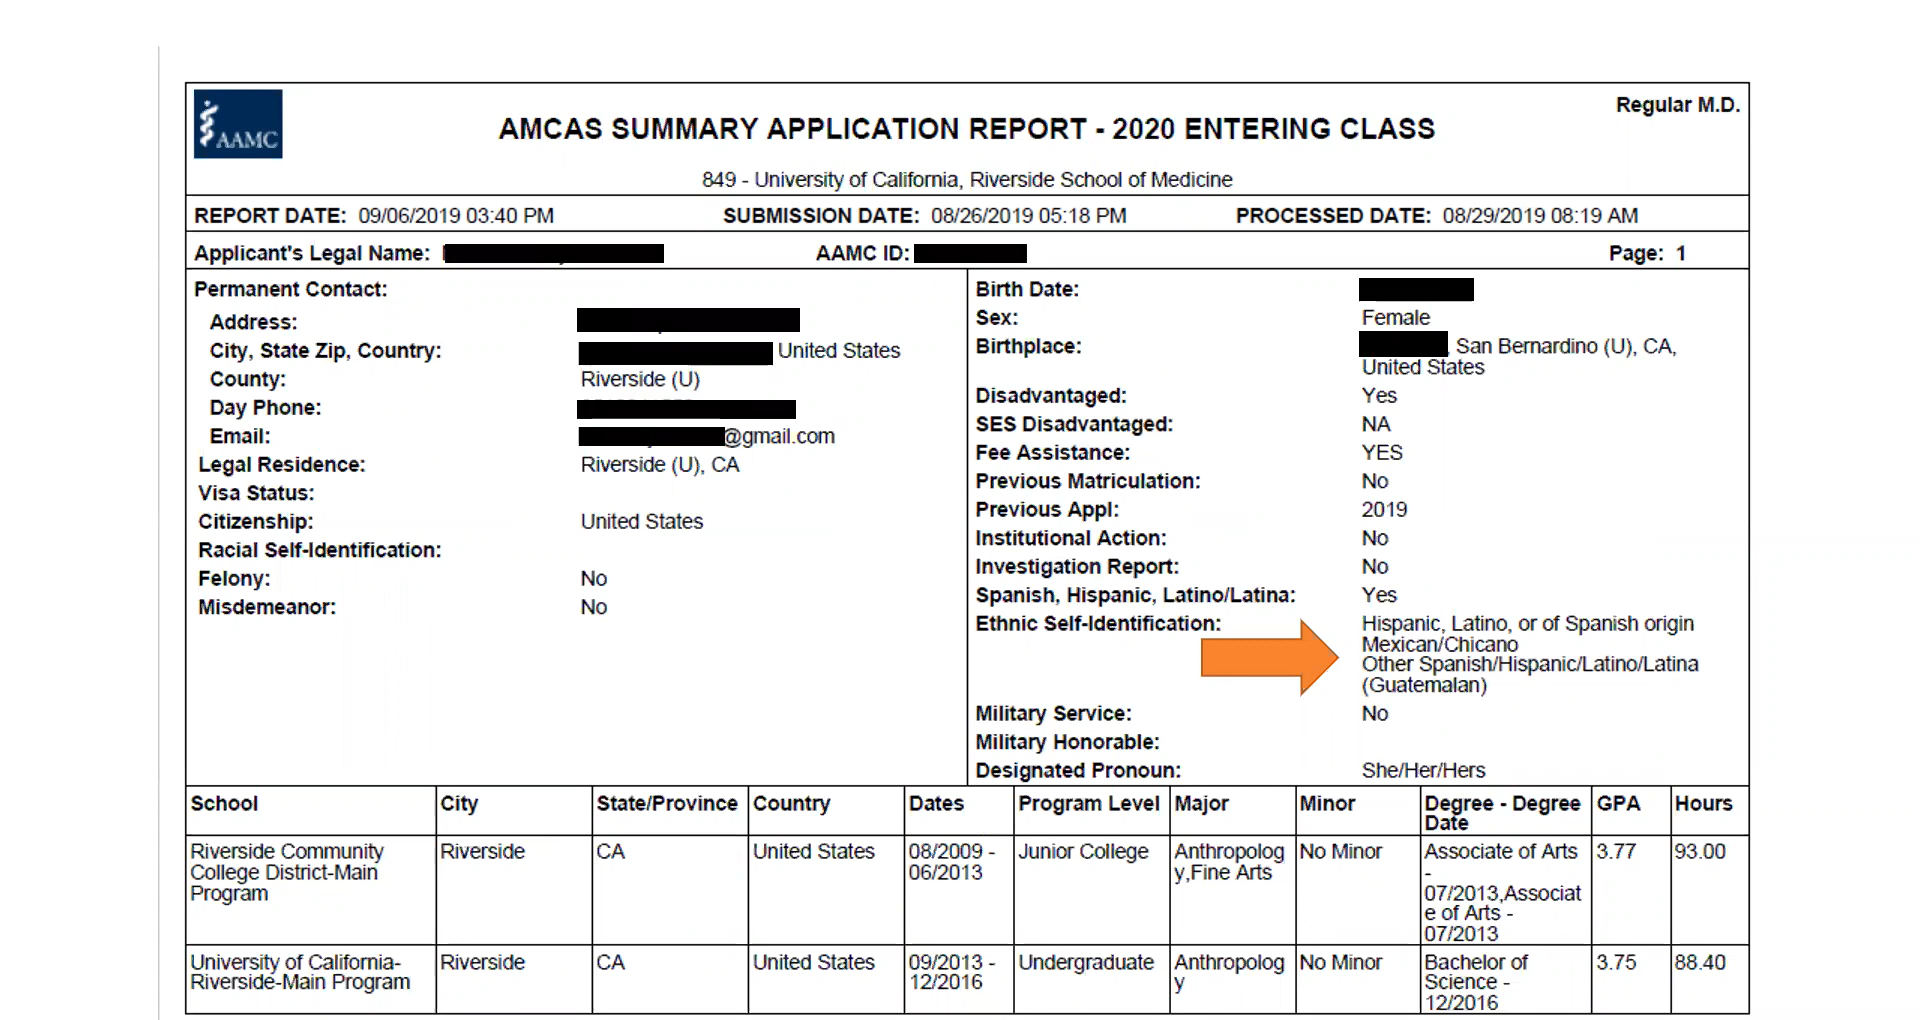 AAMC
Regular M.D.
AMCAS SUMMARY APPLICATION REPORT - 2020 ENTERING CLASS
849 - University of California, Riverside School of Medicine
REPORT DATE: 09/06/2019 03:40 PM SUBMISSION DATE: 08/26/2019 05:18 PM PROCESSED DATE: 08/29/2019 08:19 AM
Applicant's Legal Name: AAMC ID: Page: 1
Permanent Contact:
Address:
City, State Zip, Country: United States
County: Riverside (U)
Day Phone:
Email: @gmail.com
Legal Residence: Riverside (U), CA
Visa Status:
Citizenship: United States
Racial Self-Identification:
Felony: No
Misdemeanor: No
Birth Date:
Sex: Female
Birthplace: , San Bernardino (U), CA,
United States
Disadvantaged: Yes
SES Disadvantaged: NA
Fee Assistance: YES
Previous Matriculation: No
Previous Appl: 2019
Institutional Action: No
Investigation Report: No
Spanish, Hispanic, Latino/Latina: Yes
Ethnic Self-Identification: Hispanic, Latino, or of Spanish origin
Mexican/Chicano
Other Spanish/Hispanic/Latino/Latina
(Guatemalan)
Military Service: No
Military Honorable:
Designated Pronoun: She/Her/Hers
School City State/Province Country Dates Program Level Major Minor Degree - Degree GPA Hours
Date
Riverside Community Riverside CA United States 08/2009 - Junior College Anthropolog No Minor Associate of Arts 3.77 93.00
College District-Main 06/2013 y,Fine Arts -
Program 07/2013,Associat
e of Arts -
07/2013
University of California- Riverside CA United States 09/2013 - Undergraduate Anthropolog No Minor Bachelor of 3.75 88.40
Riverside-Main Program 12/2016 y Science -
12/2016